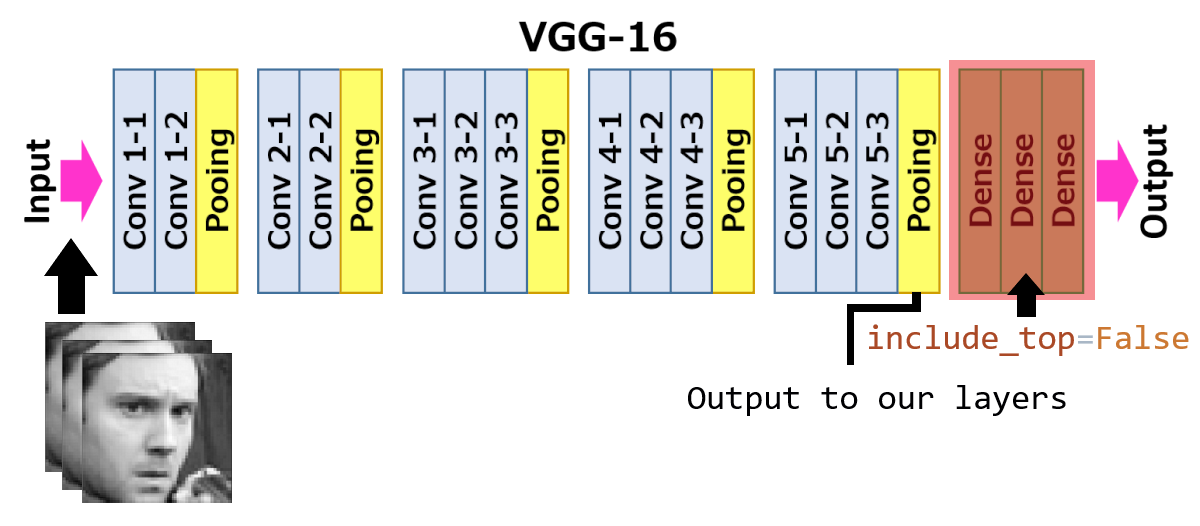 VGG-16
Input
Conv 1-1
Conv 1-2
Pooing
Conv 2-1
Conv 2-2
Pooing
Conv 3-1
Conv 3-2
Conv 3-3
Pooing
Conv 4-1
Conv 4-2
Conv 4-3
Pooing
Conv 5-1
Conv 5-2
Conv 5-3
Pooing
Dense
Dense
Dense
Output
include_top=False
Output to our layers